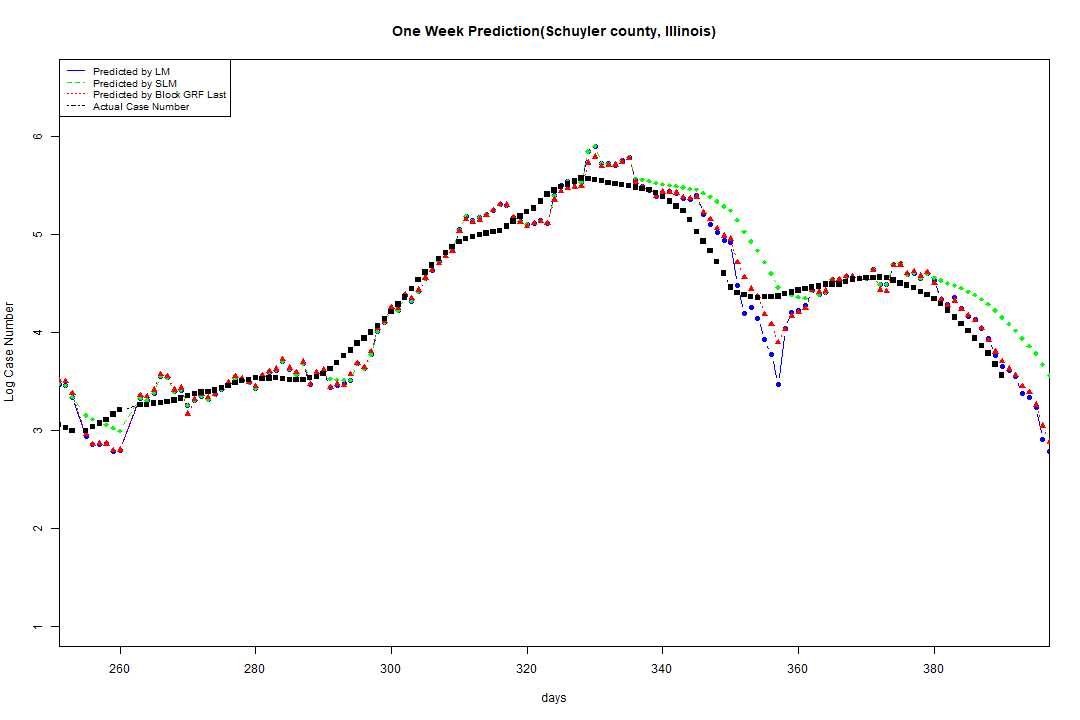 One Week Prediction(Schuyler county, Illinois)
Predicted by LM
Predicted by SLM
Predicted by Block GRF Last
Actual Case Number
Log Case Number
6
5
4
3
2
1
260 280 300 320 340 360 380
days